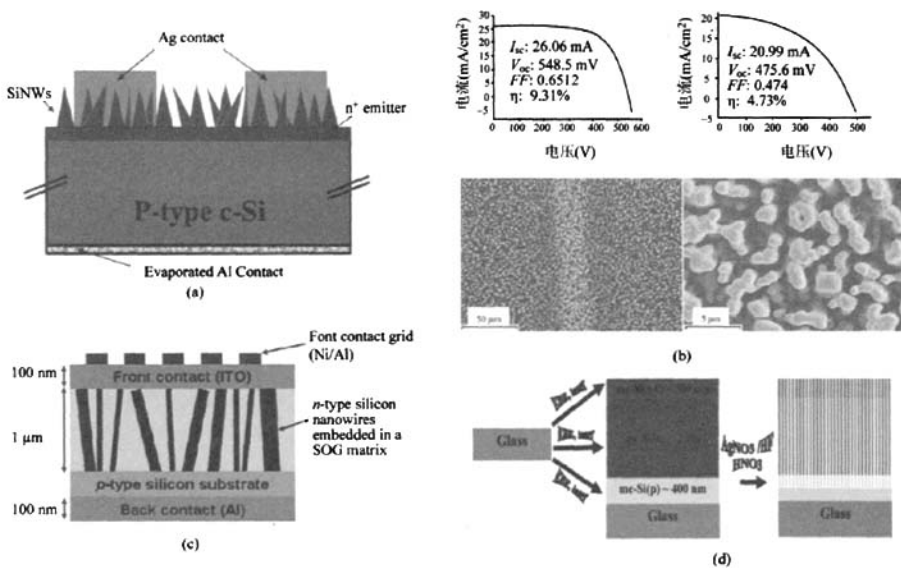 Ag contact
SiNWs
n⁺ emitter
P-type c-Si
Evaporated Al Contact
(a)
电流(mA/cm²)
30
25
20
15
10
5
0
−5
Isc: 26.06 mA
Voc: 548.5 mV
FF: 0.6512
η: 9.31%
0 100 200 300 400 500 600
电压(V)
电流(mA/cm²)
20
15
10
5
0
−5
Isc: 20.99 mA
Voc: 475.6 mV
FF: 0.474
η: 4.73%
0 100 200 300 400 500
电压(V)
50 μm
5 μm
(b)
Font contact grid
(Ni/Al)
100 nm
Front contact (ITO)
1 μm
n-type silicon
nanowires
embedded in a
SOG matrix
p-type silicon substrate
100 nm
Back contact (Al)
(c)
Glass
mc-Si(p)~400 nm
Glass
AgNO3 /HF/
HNO3
Glass
(d)